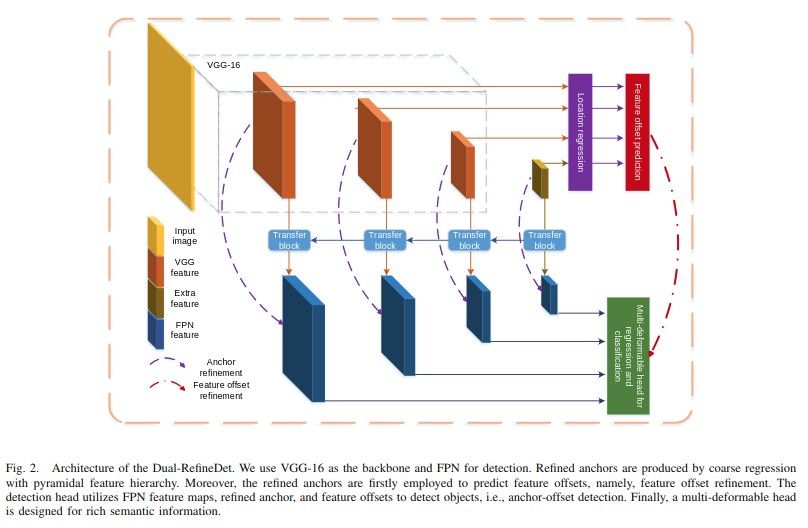 VGG-16
Location regression
Feature offset prediction
Transfer
block
Transfer
block
Transfer
block
Transfer
block
Input
image
VGG
feature
Extra
feature
FPN
feature
Anchor
refinement
Feature offset
refinement
Multi-deformable head for
regression and
classification
Fig. 2. Architecture of the Dual-RefineDet. We use VGG-16 as the backbone and FPN for detection. Refined anchors are produced by coarse regression
with pyramidal feature hierarchy. Moreover, the refined anchors are firstly employed to predict feature offsets, namely, feature offset refinement. The
detection head utilizes FPN feature maps, refined anchor, and feature offsets to detect objects, i.e., anchor-offset detection. Finally, a multi-deformable head
is designed for rich semantic information.